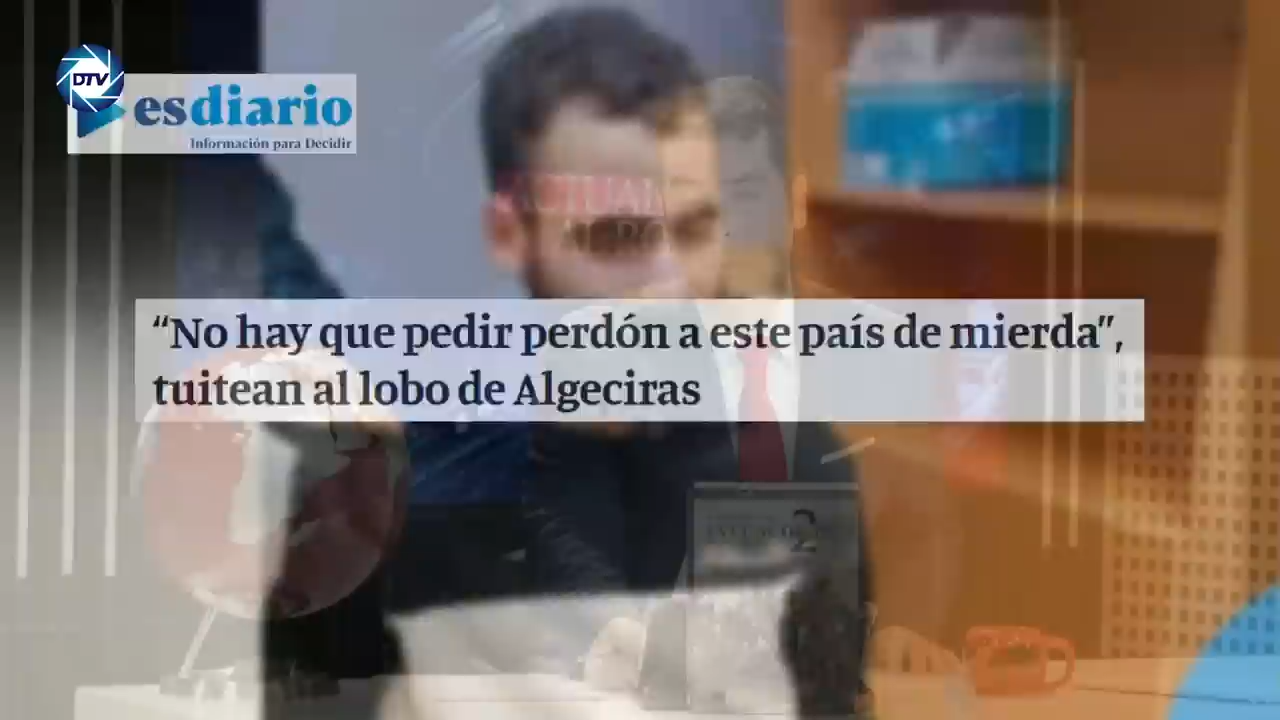 DTV
esdiario
Información para Decidir
“No hay que pedir perdón a este país de mierda”,
tuitean al lobo de Algeciras
2